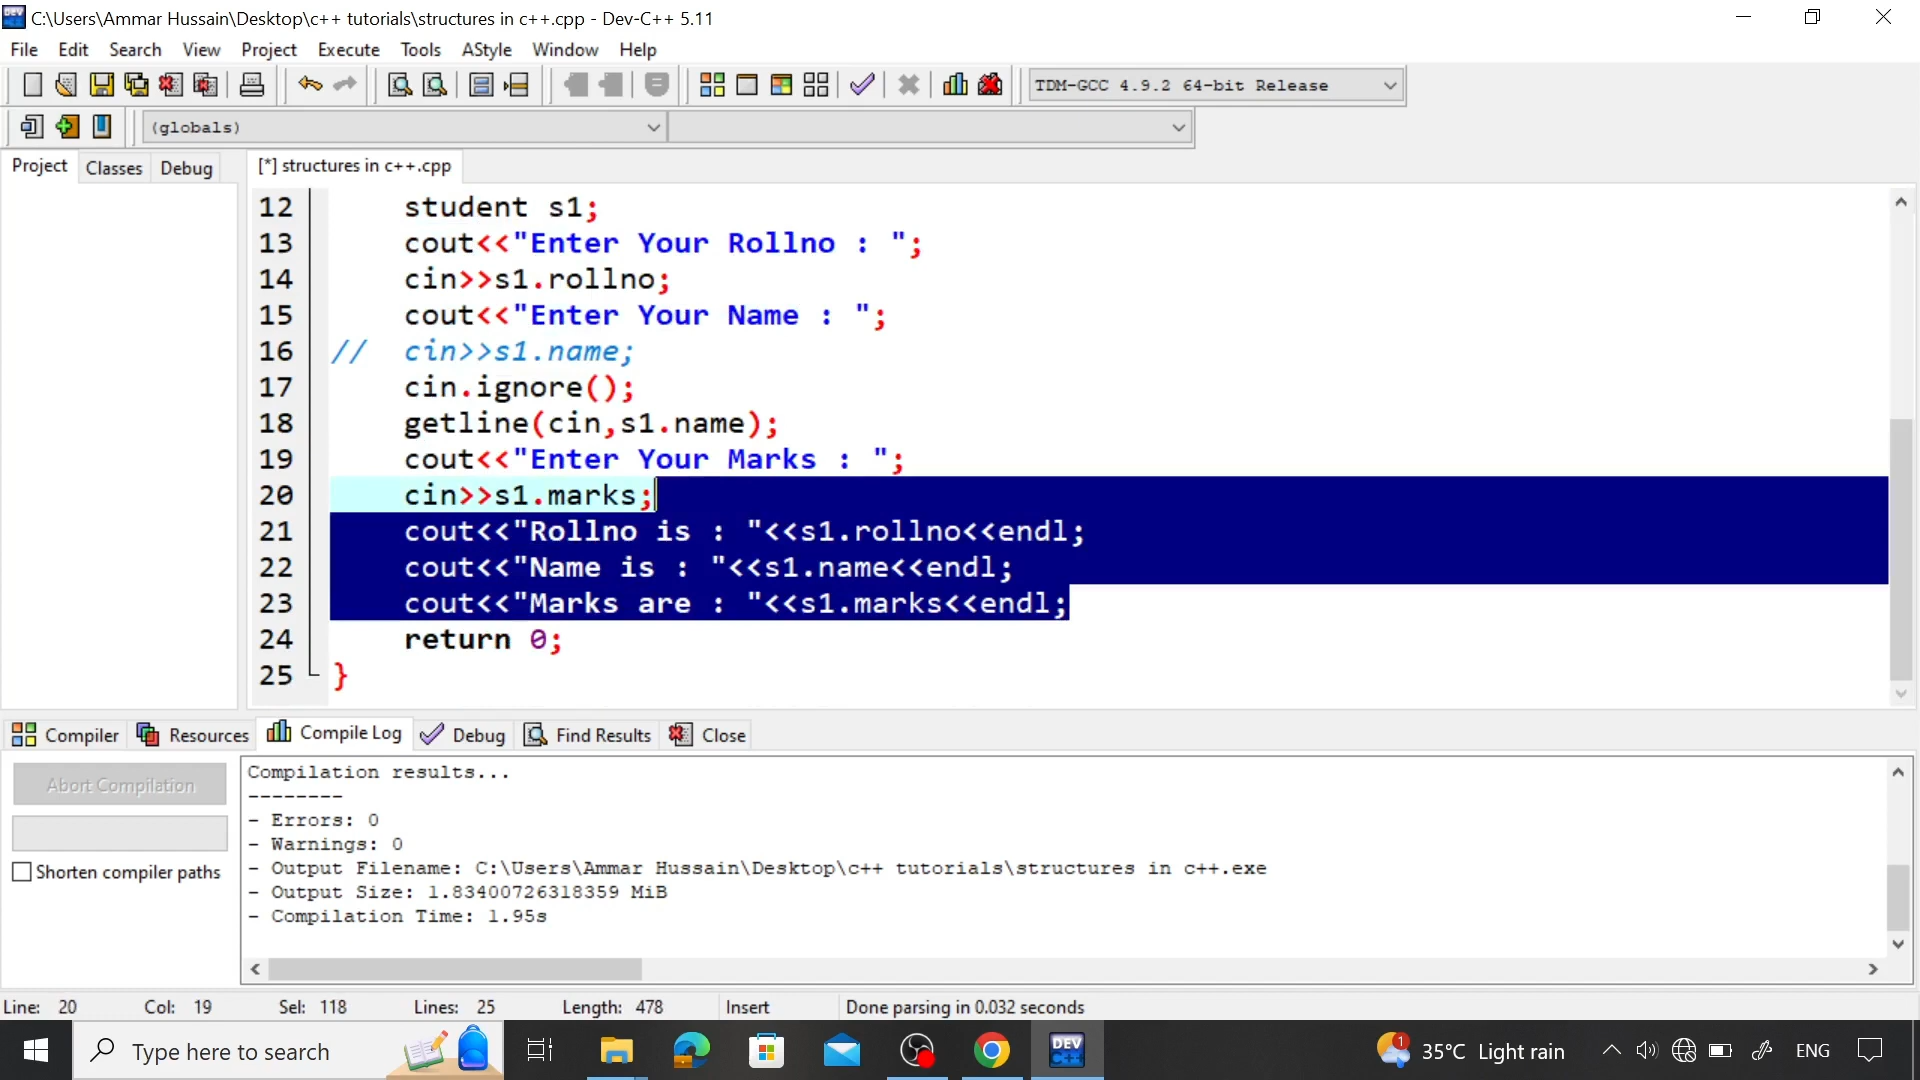 C:\Users\Ammar Hussain\Desktop\c++ tutorials\structures in c++.cpp - Dev-C++ 5.11
File Edit Search View Project Execute Tools AStyle Window Help
TDM-GCC 4.9.2 64-bit Release
(globals)
Project Classes Debug [*] structures in c++.cpp
12 student s1;
13 cout<<"Enter Your Rollno : ";
14 cin>>s1.rollno;
15 cout<<"Enter Your Name : ";
16 // cin>>s1.name;
17 cin.ignore();
18 getline(cin,s1.name);
19 cout<<"Enter Your Marks : ";
20 cin>>s1.marks;
21 cout<<"Rollno is : "<<s1.rollno<<endl;
22 cout<<"Name is : "<<s1.name<<endl;
23 cout<<"Marks are : "<<s1.marks<<endl;
24 return 0;
25 }
Compiler Resources Compile Log Debug Find Results Close
Abort Compilation
Shorten compiler paths
Compilation results...
--------
- Errors: 0
- Warnings: 0
- Output Filename: C:\Users\Ammar Hussain\Desktop\c++ tutorials\structures in c++.exe
- Output Size: 1.83400726318359 MiB
- Compilation Time: 1.95s
Line: 20 Col: 19 Sel: 118 Lines: 25 Length: 478 Insert Done parsing in 0.032 seconds
Type here to search
DEV C++
1
35°C Light rain
ENG